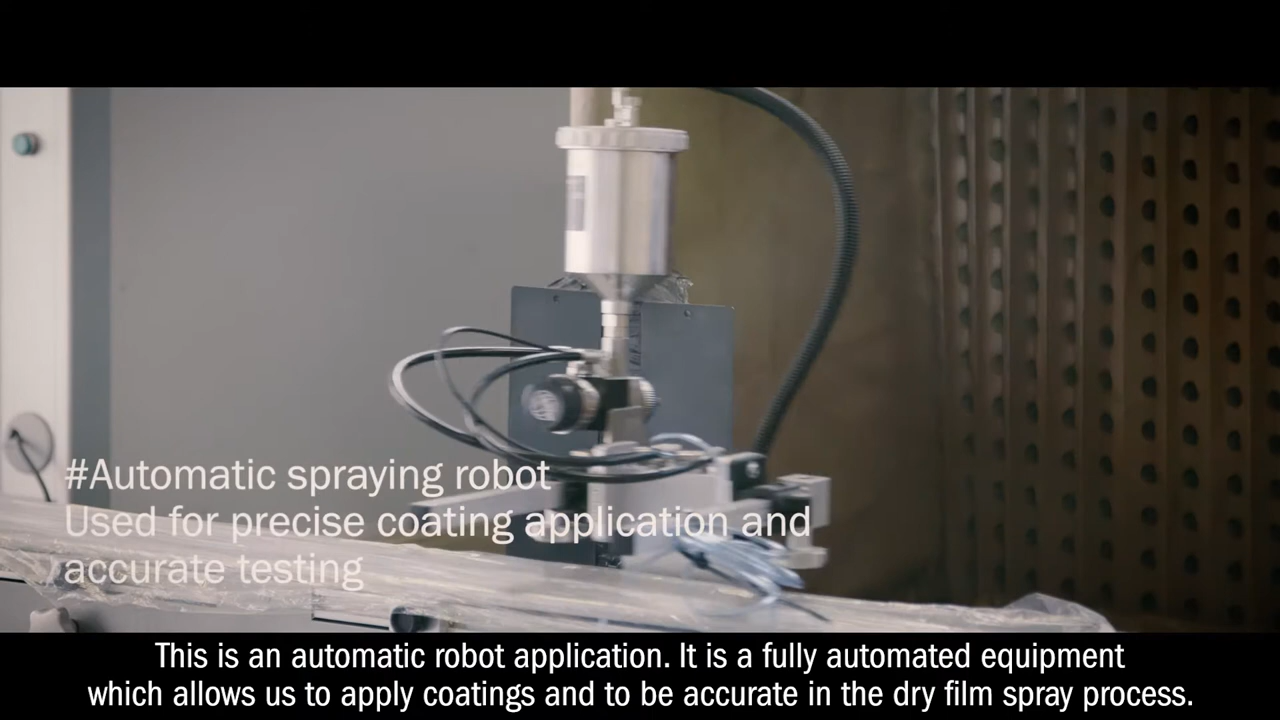 #Automatic spraying robot
Used for precise coating application and
accurate testing
This is an automatic robot application. It is a fully automated equipment
which allows us to apply coatings and to be accurate in the dry film spray process.